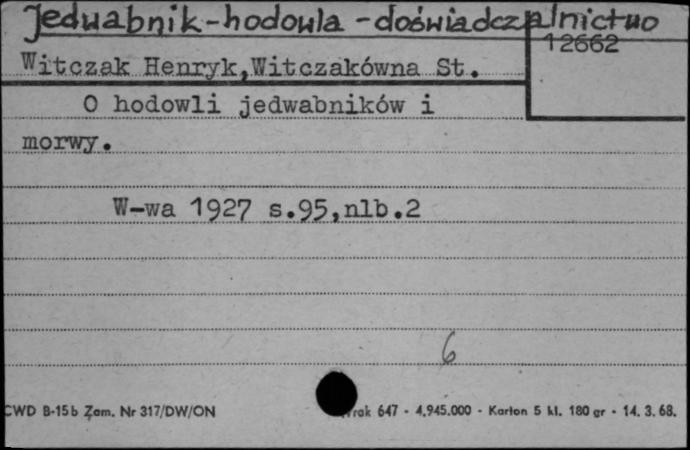 Jedwabnik-hodowla-doświadczalnictwo
12662
Witczak Henryk,Witczakówna St.
O hodowli jedwabników i
morwy.
W-wa 1927 s.95,nlb.2
6
CWD B-15b Zam. Nr 317/DW/ON
647 - 4.945.000 - Karton 5 kl. 180 gr - 14. 3. 68.